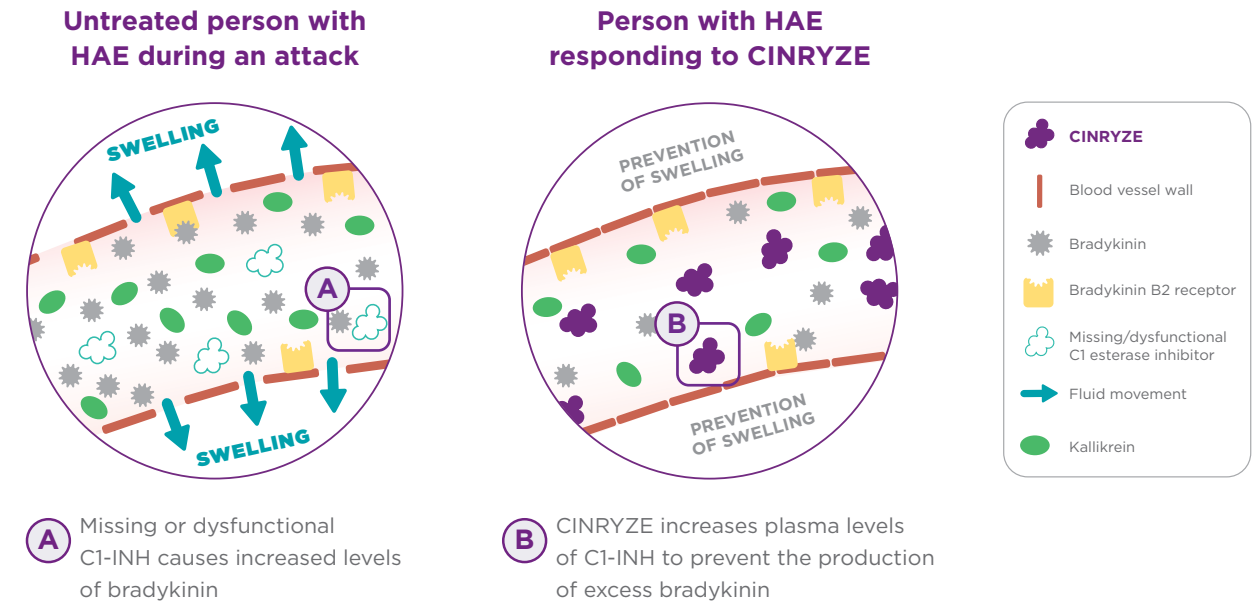 Untreated person with
HAE during an attack
Person with HAE
responding to CINRYZE
SWELLING
A
SWELLING
PREVENTION
OF SWELLING
B
PREVENTION
OF SWELLING
CINRYZE
Blood vessel wall
Bradykinin
Bradykinin B2 receptor
Missing/dysfunctional
C1 esterase inhibitor
Fluid movement
Kallikrein
A
Missing or dysfunctional
C1-INH causes increased levels
of bradykinin
B
CINRYZE increases plasma levels
of C1-INH to prevent the production
of excess bradykinin